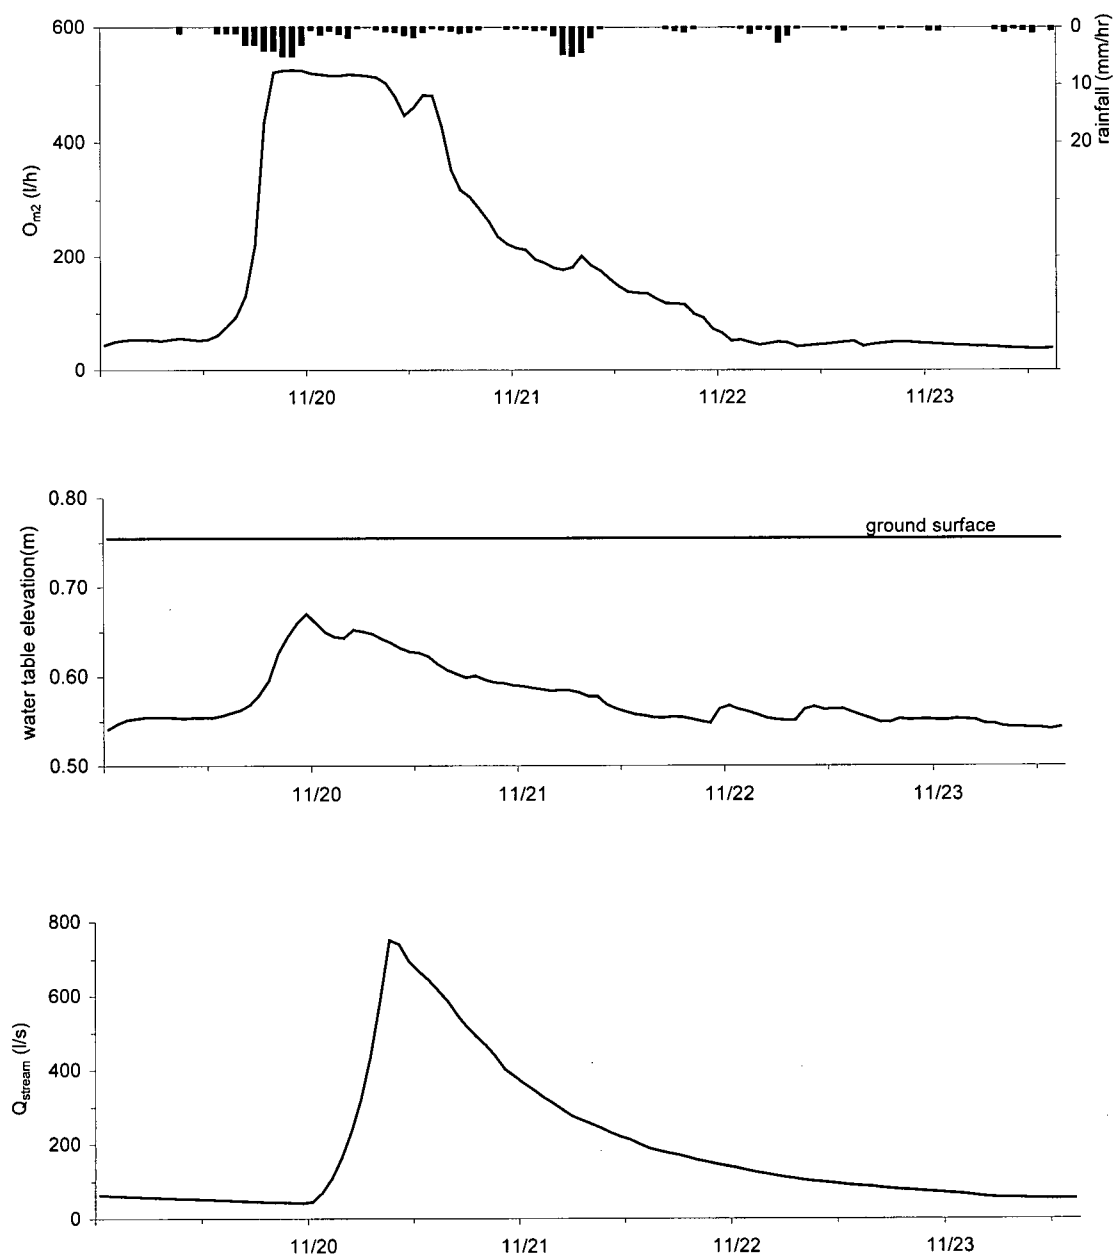 600
400
200
0
O_m2 (l/h)
0
10
20
rainfall (mm/hr)
11/20 11/21 11/22 11/23
0.80
0.70
0.60
0.50
water table elevation(m)
ground surface
11/20 11/21 11/22 11/23
800
600
400
200
0
Q_stream (l/s)
11/20 11/21 11/22 11/23